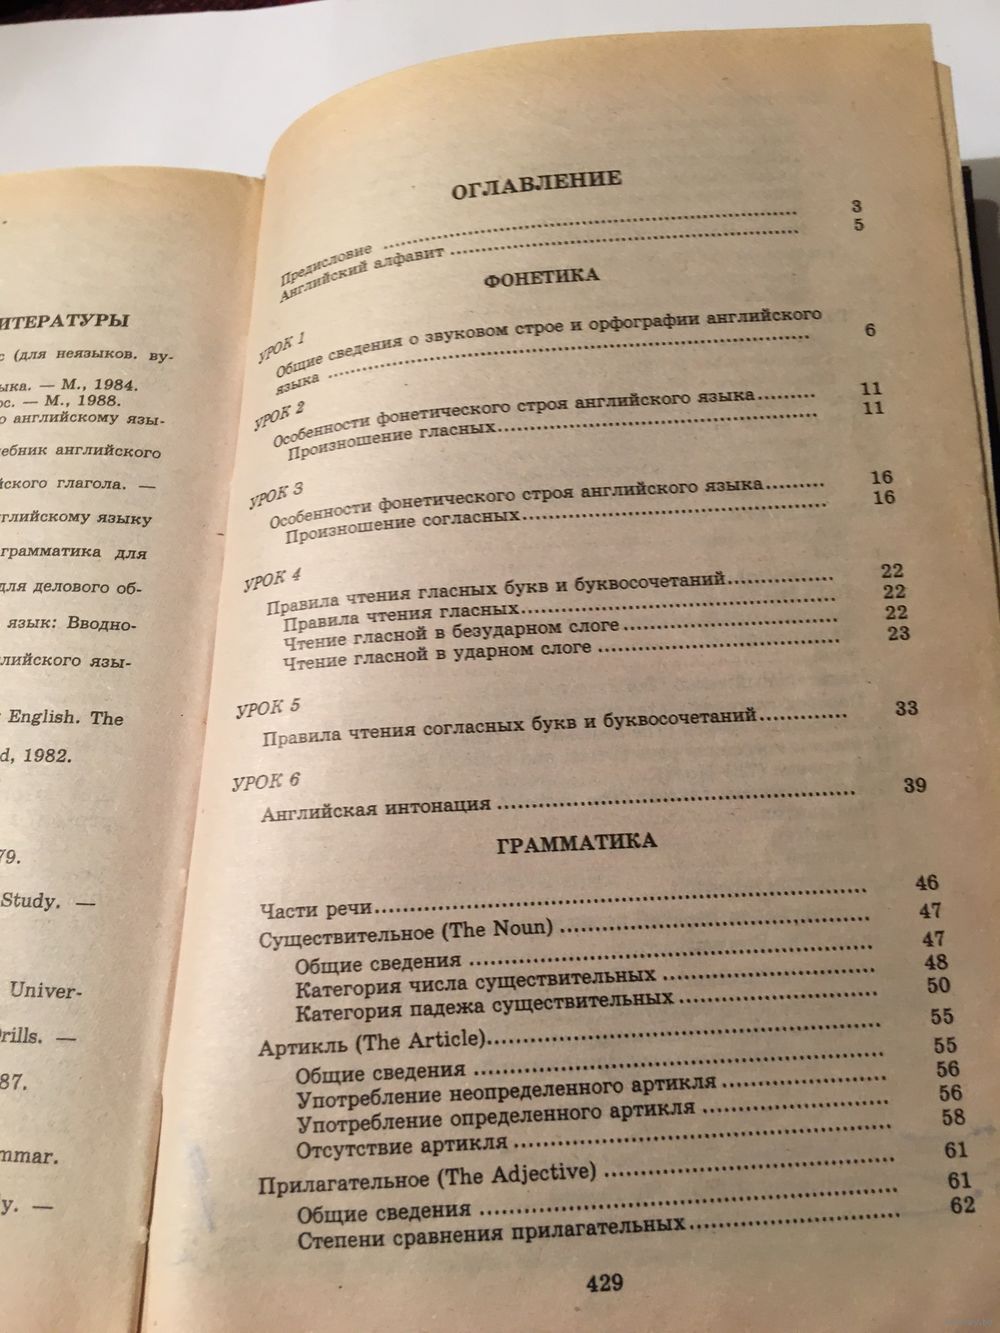 ИТЕРАТУРЫ
с (для неязыков. ву-
ыка. — М., 1984.
ос. — М., 1988.
о английскому язы-
ебник английского
йского глагола. —
глийскому языку
грамматика для
для делового об-
язык: Вводно-
лийского язы-
English. The
d, 1982.
79.
Study. —
Univer-
rills. —
87.
mmar.
y. —
ОГЛАВЛЕНИЕ
Предисловие ........ 3
Английский алфавит ........ 5
ФОНЕТИКА
УРОК 1
Общие сведения о звуковом строе и орфографии английского
языка ........ 6
УРОК 2
Особенности фонетического строя английского языка ........ 11
Произношение гласных ........ 11
УРОК 3
Особенности фонетического строя английского языка ........ 16
Произношение согласных ........ 16
УРОК 4
Правила чтения гласных букв и буквосочетаний ........ 22
Правила чтения гласных ........ 22
Чтение гласной в безударном слоге ........ 22
Чтение гласной в ударном слоге ........ 23
УРОК 5
Правила чтения согласных букв и буквосочетаний ........ 33
УРОК 6
Английская интонация ........ 39
ГРАММАТИКА
Части речи ........ 46
Существительное (The Noun) ........ 47
Общие сведения ........ 47
Категория числа существительных ........ 48
Категория падежа существительных ........ 50
Артикль (The Article) ........ 55
Общие сведения ........ 55
Употребление неопределенного артикля ........ 56
Употребление определенного артикля ........ 56
Отсутствие артикля ........ 58
Прилагательное (The Adjective) ........ 61
Общие сведения ........ 61
Степени сравнения прилагательных ........ 62
429